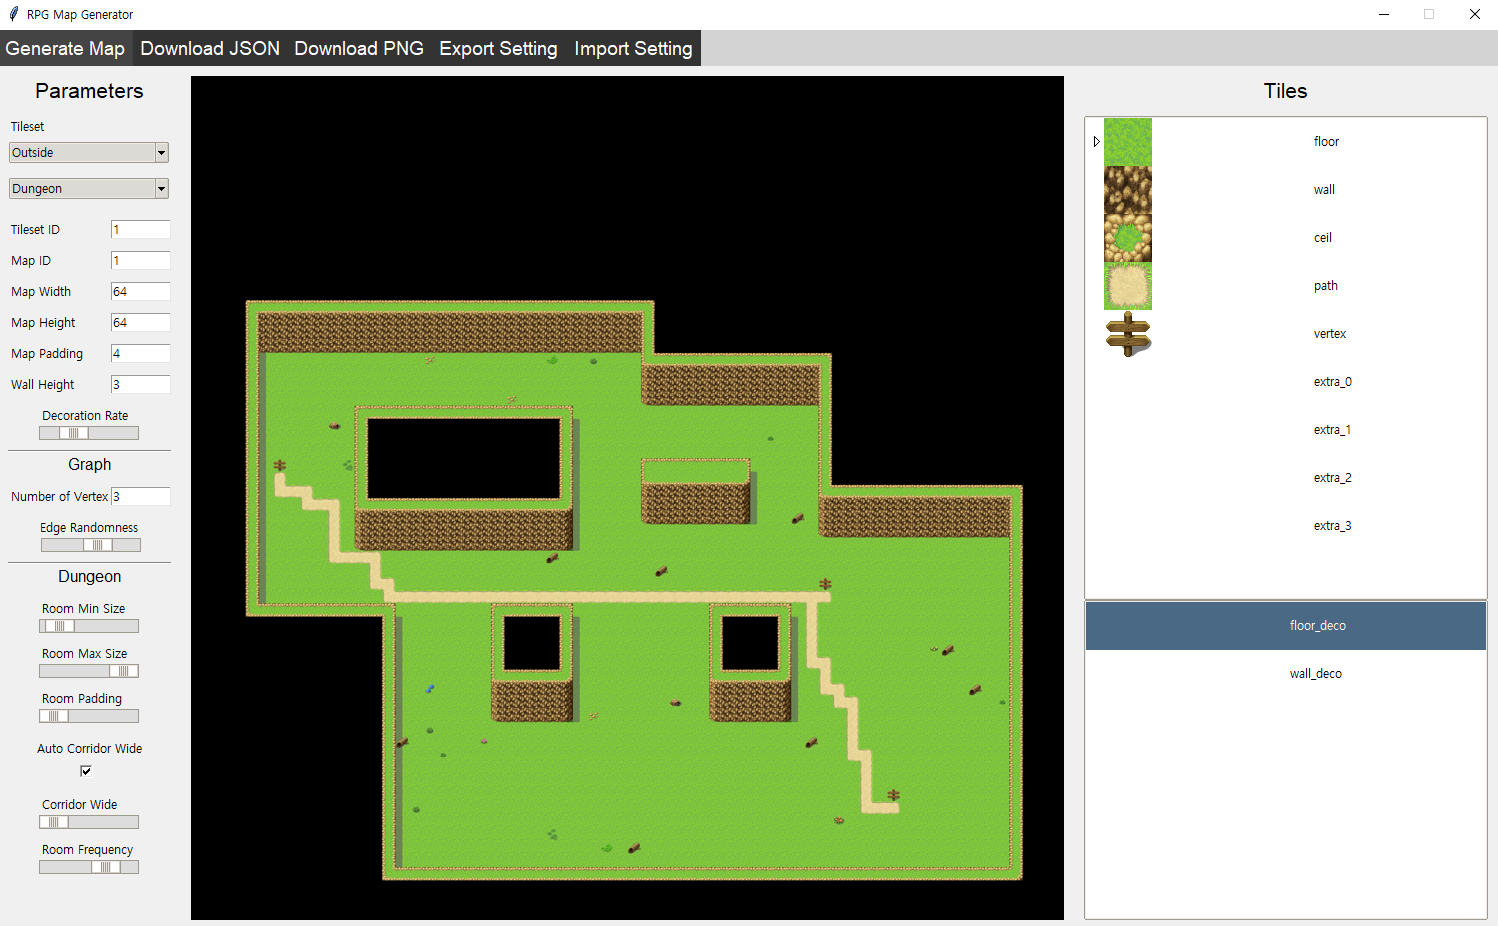 RPG Map Generator
Generate Map Download JSON Download PNG Export Setting Import Setting
Parameters
Tileset
Outside
Dungeon
Tileset ID 1
Map ID 1
Map Width 64
Map Height 64
Map Padding 4
Wall Height 3
Decoration Rate
Graph
Number of Vertex 3
Edge Randomness
Dungeon
Room Min Size
Room Max Size
Room Padding
Auto Corridor Wide
Corridor Wide
Room Frequency
Tiles
floor
wall
ceil
path
vertex
extra_0
extra_1
extra_2
extra_3
floor_deco
wall_deco